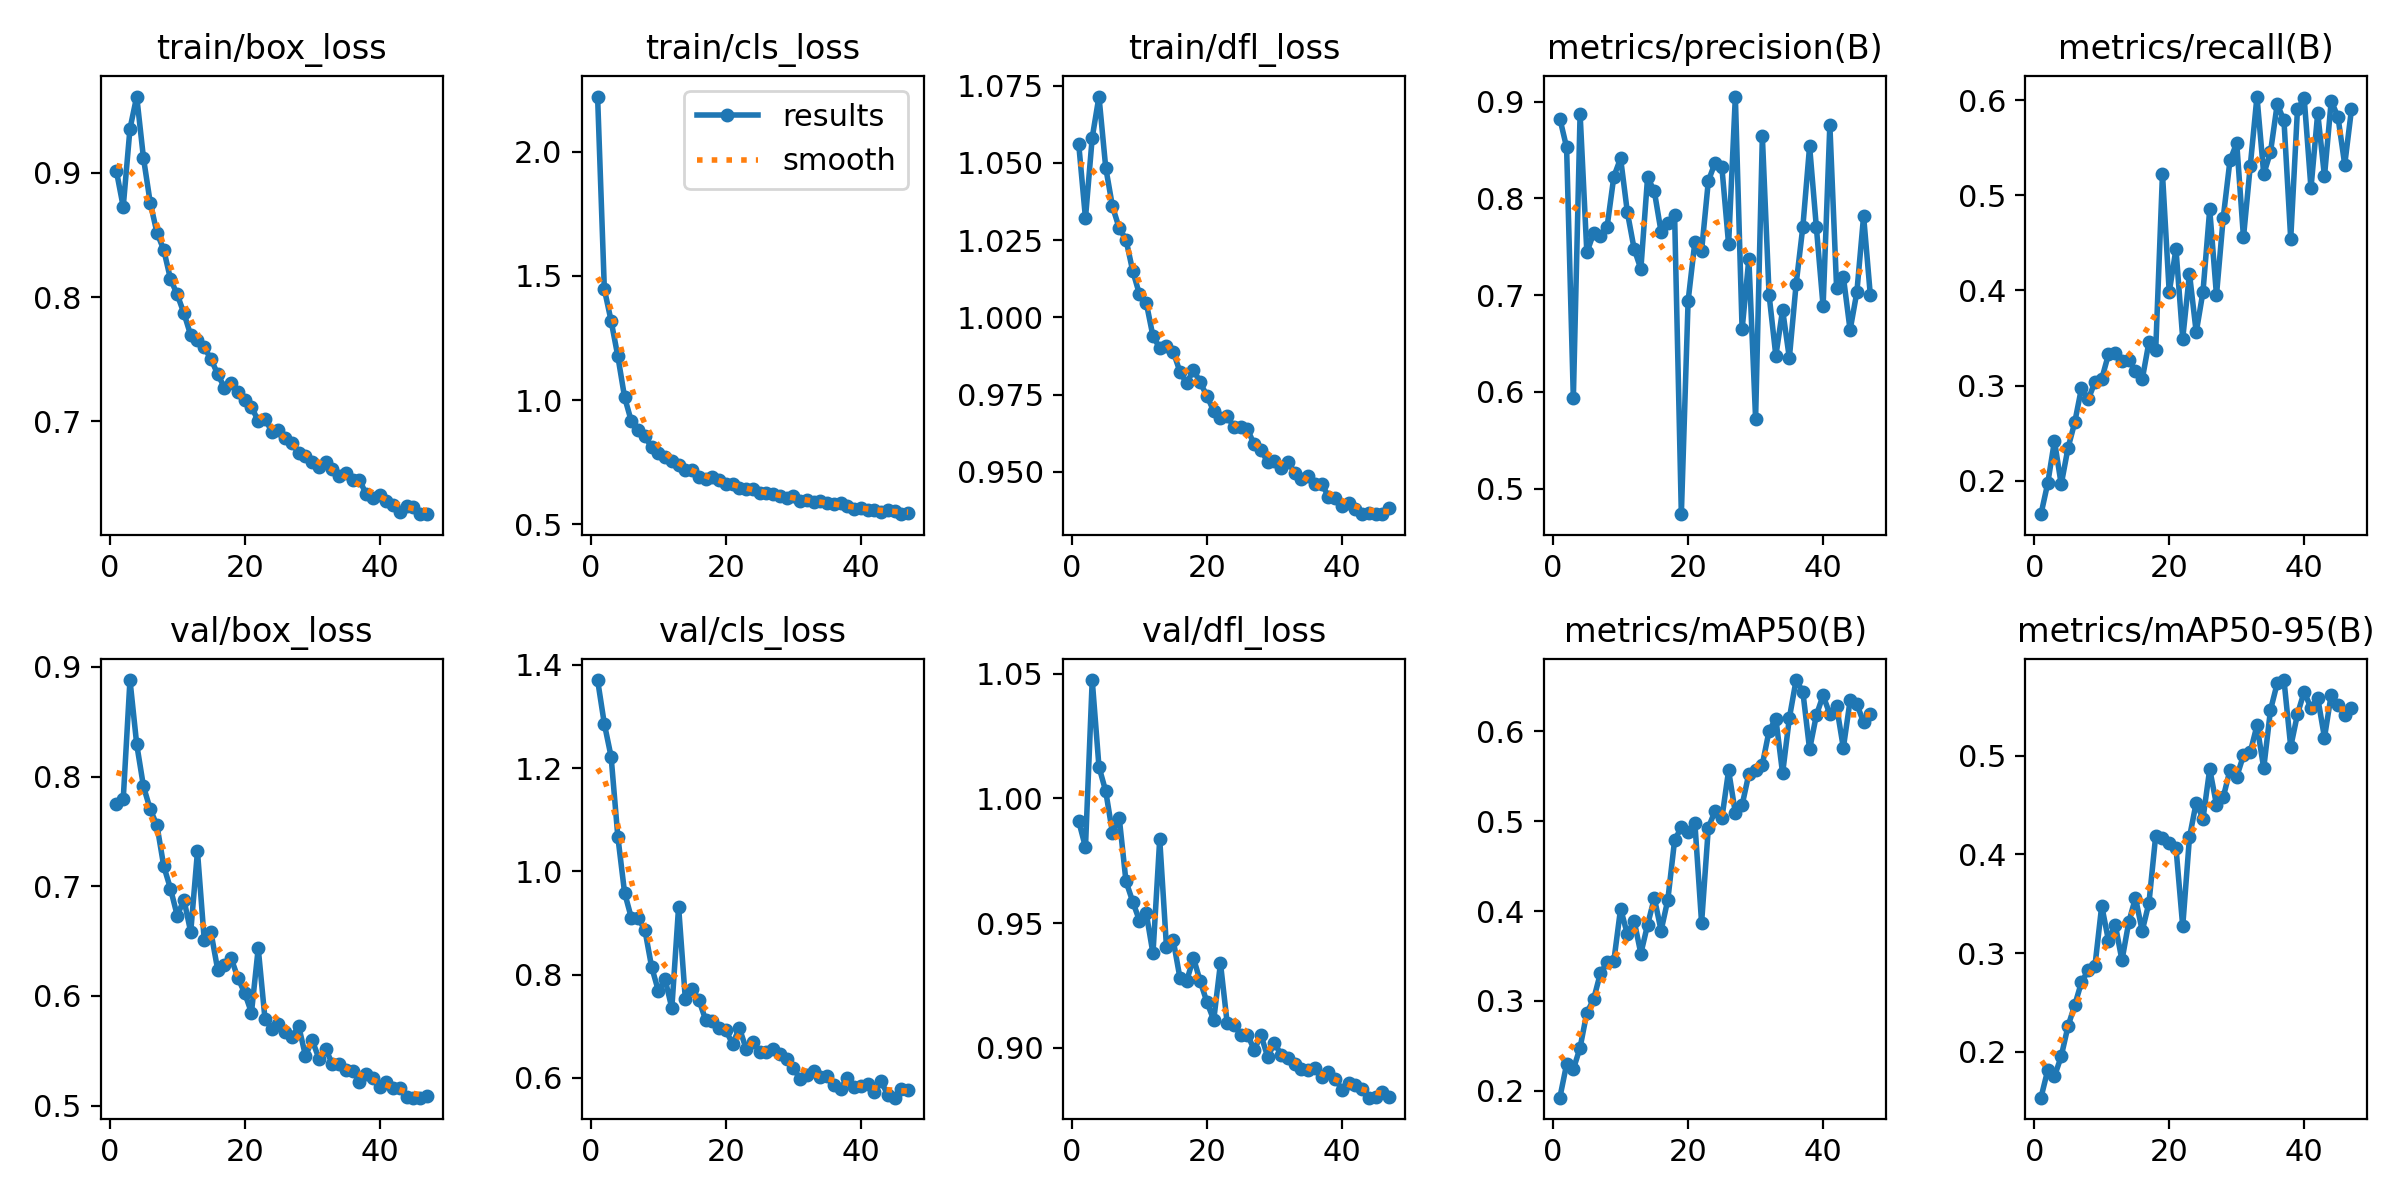 train/box_loss
0.9
0.8
0.7
0 20 40
train/cls_loss
results
smooth
2.0
1.5
1.0
0.5
0 20 40
train/dfl_loss
1.075
1.050
1.025
1.000
0.975
0.950
0 20 40
metrics/precision(B)
0.9
0.8
0.7
0.6
0.5
0 20 40
metrics/recall(B)
0.6
0.5
0.4
0.3
0.2
0 20 40
val/box_loss
0.9
0.8
0.7
0.6
0.5
0 20 40
val/cls_loss
1.4
1.2
1.0
0.8
0.6
0 20 40
val/dfl_loss
1.05
1.00
0.95
0.90
0 20 40
metrics/mAP50(B)
0.6
0.5
0.4
0.3
0.2
0 20 40
metrics/mAP50-95(B)
0.5
0.4
0.3
0.2
0 20 40